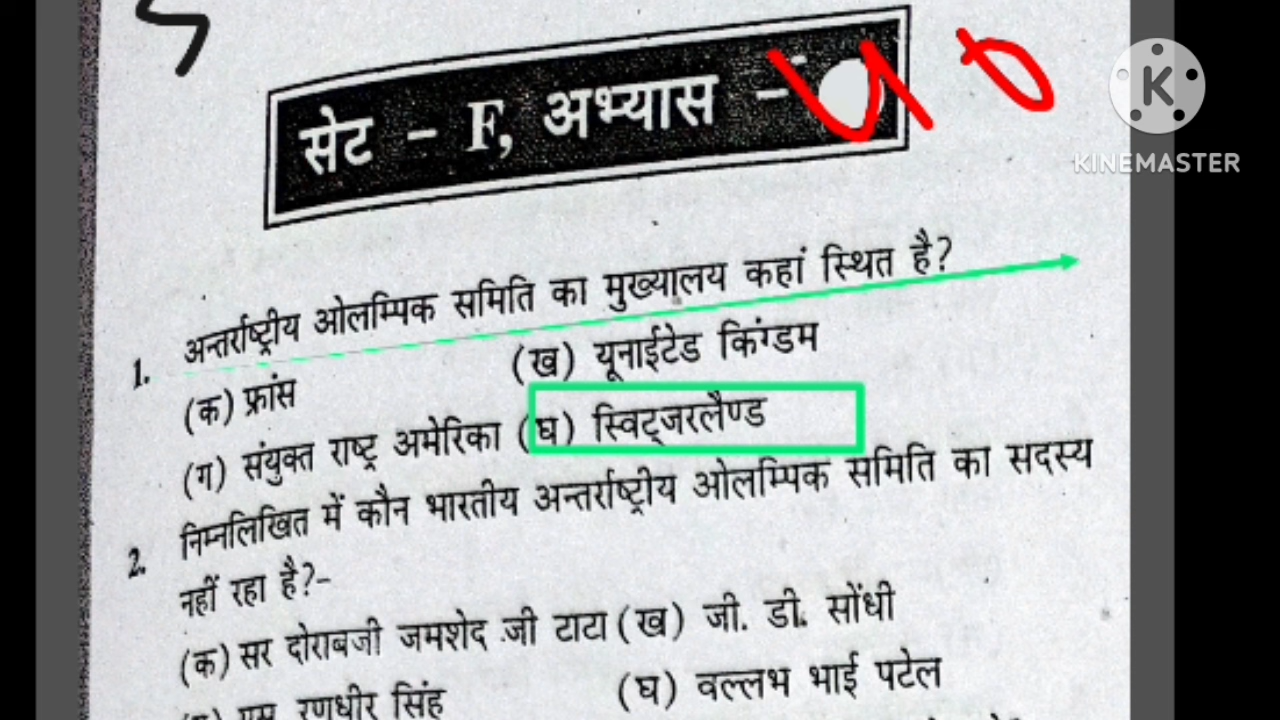 सेट - F, अभ्यास -
KINEMASTER
1. अन्तर्राष्ट्रीय ओलम्पिक समिति का मुख्यालय कहां स्थित है?
(क) फ्रांस (ख) यूनाईटेड किंगडम
(ग) संयुक्त राष्ट्र अमेरिका (घ) स्विट्जरलैण्ड
2. निम्नलिखित में कौन भारतीय अन्तर्राष्ट्रीय ओलम्पिक समिति का सदस्य
नहीं रहा है?-
(क) सर दोराबजी जमशेद जी टाटा (ख) जी. डी. सोंधी
रणधीर सिंह (घ) वल्लभ भाई पटेल